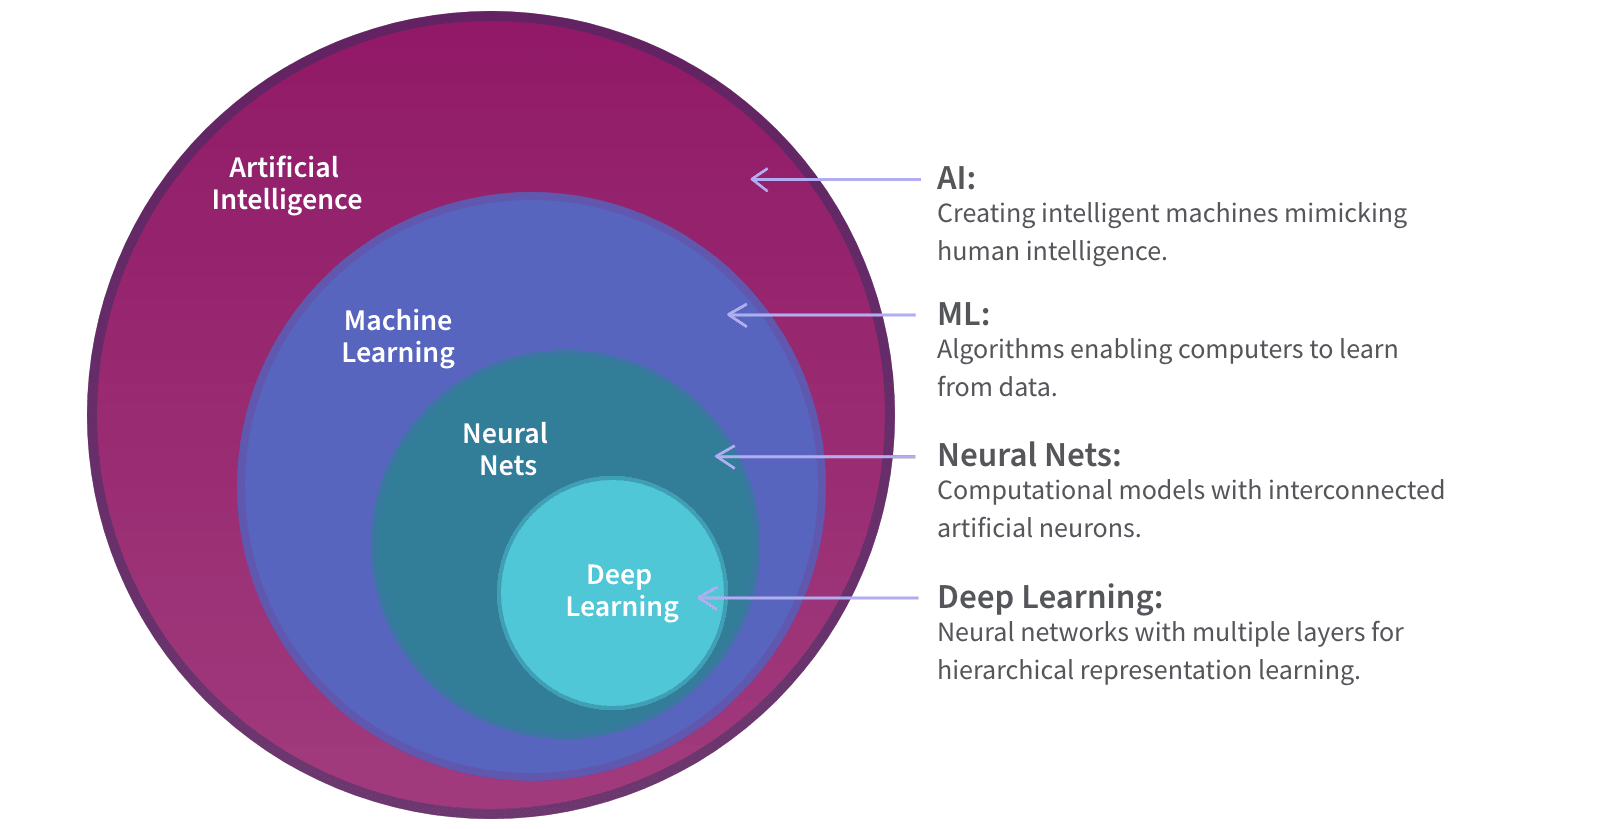 Artificial
Intelligence
Machine
Learning
Neural
Nets
Deep
Learning
AI:
Creating intelligent machines mimicking
human intelligence.
ML:
Algorithms enabling computers to learn
from data.
Neural Nets:
Computational models with interconnected
artificial neurons.
Deep Learning:
Neural networks with multiple layers for
hierarchical representation learning.